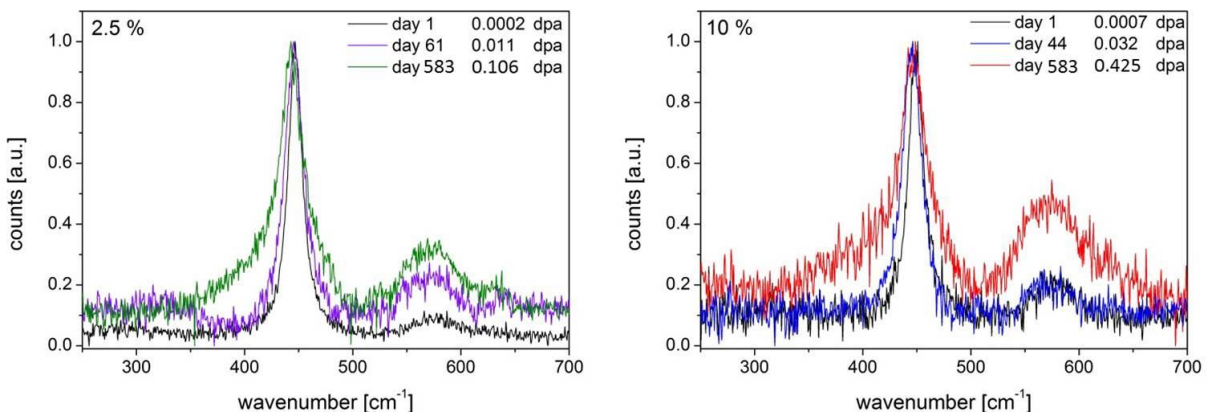 2.5 %
day 1 0.0002 dpa
day 61 0.011 dpa
day 583 0.106 dpa
1.0
0.8
0.6
0.4
0.2
0.0
counts [a.u.]
300 400 500 600 700
wavenumber [cm⁻¹]
10 %
day 1 0.0007 dpa
day 44 0.032 dpa
day 583 0.425 dpa
1.0
0.8
0.6
0.4
0.2
0.0
counts [a.u.]
300 400 500 600 700
wavenumber [cm⁻¹]